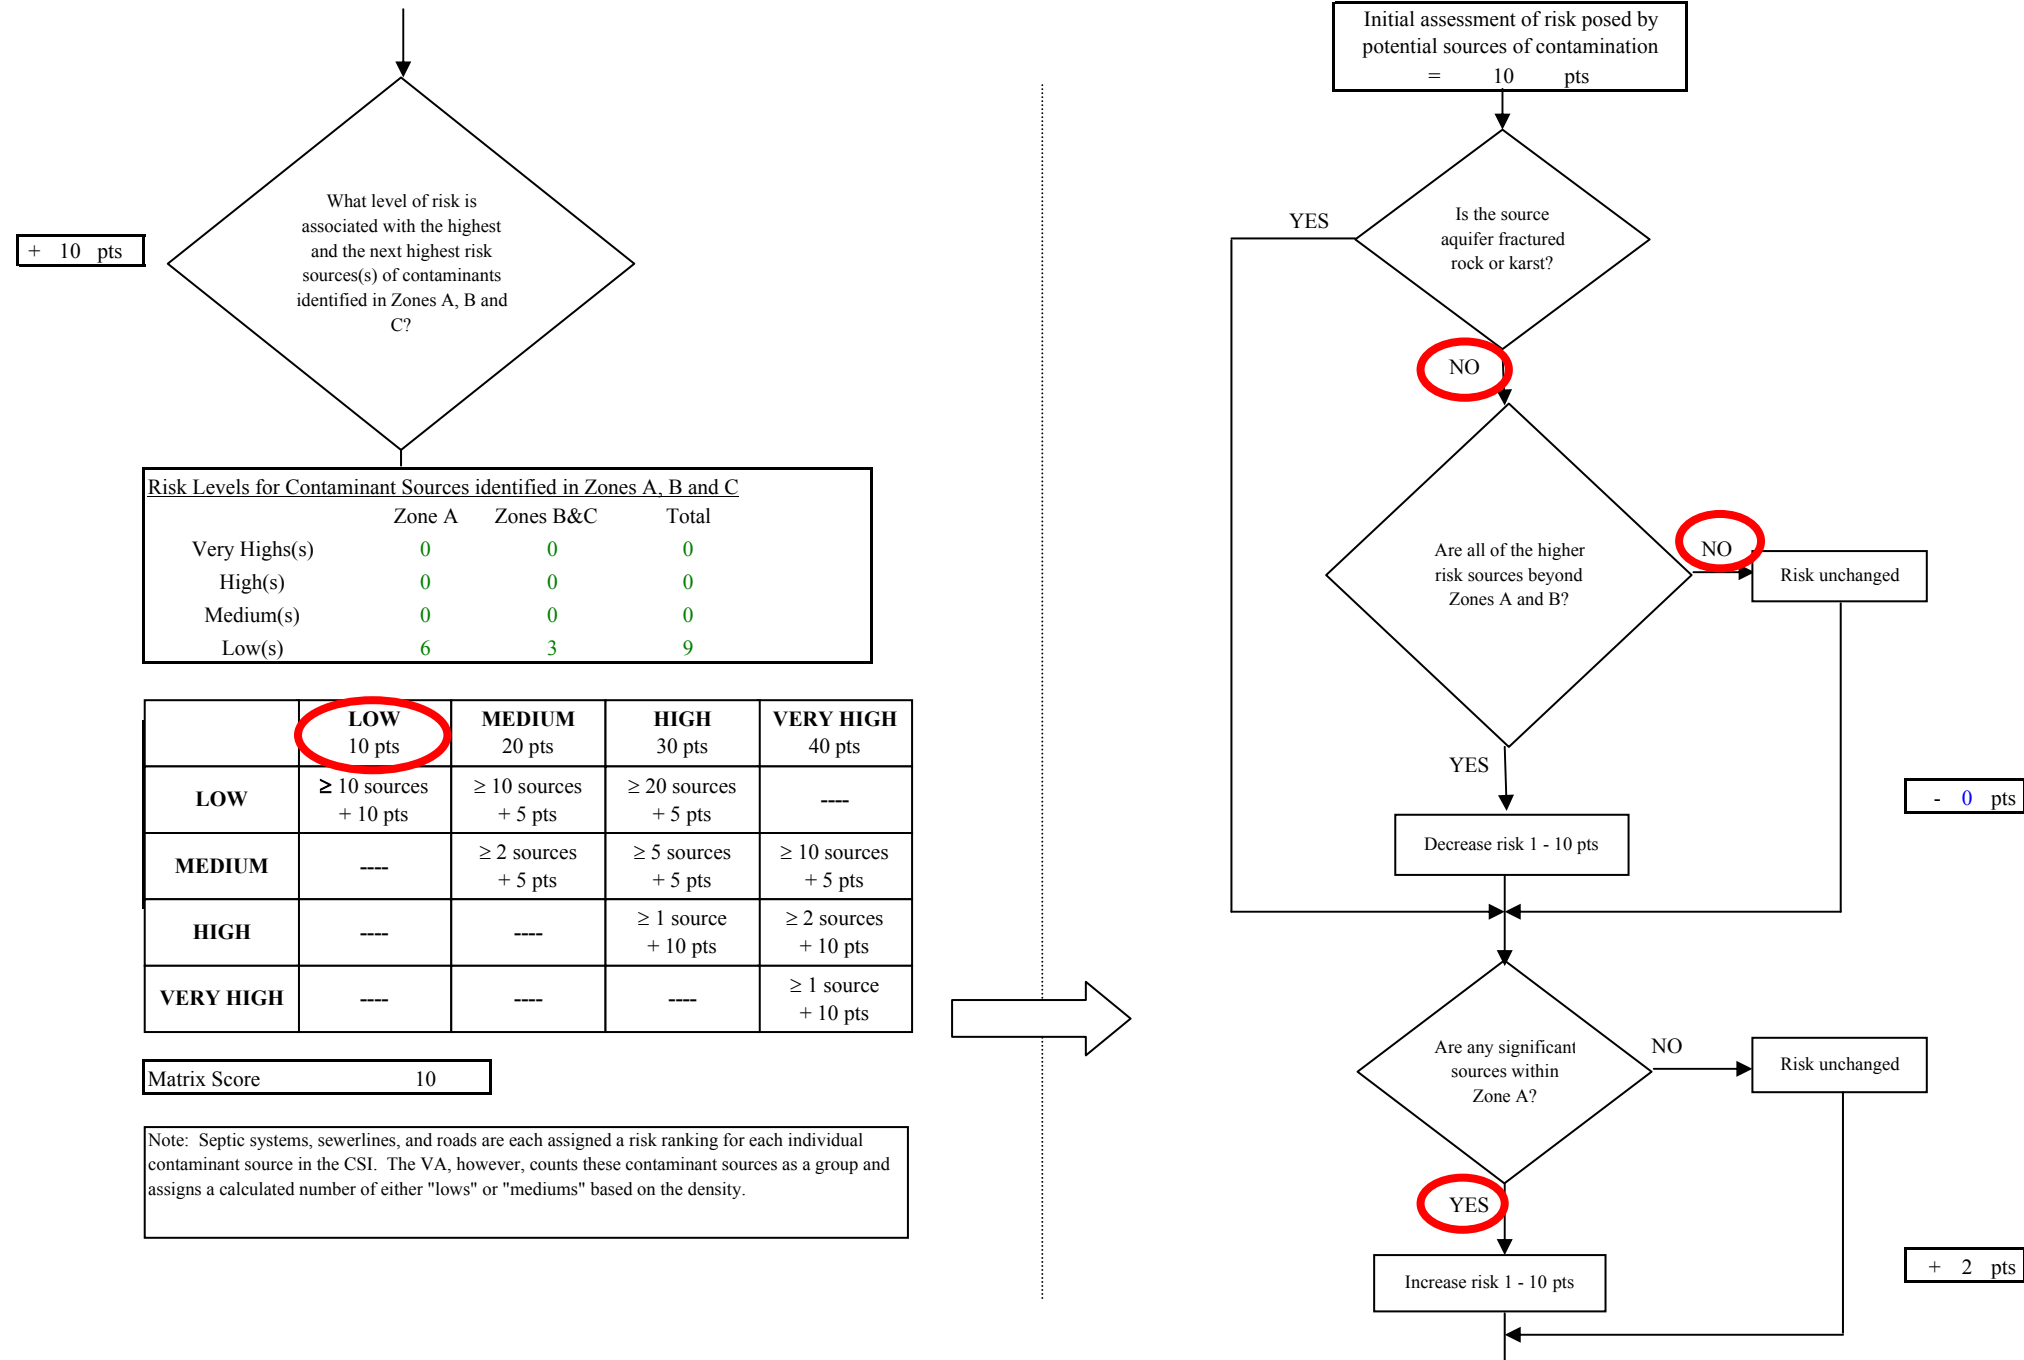 What level of risk is
associated with the highest
and the next highest risk
sources(s) of contaminants
identified in Zones A, B and
C?
+ 10 pts
Risk Levels for Contaminant Sources identified in Zones A, B and C
Zone A Zones B&C Total
Very Highs(s) 0 0 0
High(s) 0 0 0
Medium(s) 0 0 0
Low(s) 6 3 9
LOW MEDIUM HIGH VERY HIGH
10 pts 20 pts 30 pts 40 pts
LOW ≥ 10 sources ≥ 10 sources ≥ 20 sources ----
+ 10 pts + 5 pts + 5 pts
MEDIUM ---- ≥ 2 sources ≥ 5 sources ≥ 10 sources
+ 5 pts + 5 pts + 5 pts
HIGH ---- ---- ≥ 1 source ≥ 2 sources
+ 10 pts + 10 pts
VERY HIGH ---- ---- ---- ≥ 1 source
+ 10 pts
Matrix Score 10
Note: Septic systems, sewerlines, and roads are each assigned a risk ranking for each individual
contaminant source in the CSI. The VA, however, counts these contaminant sources as a group and
assigns a calculated number of either "lows" or "mediums" based on the density.
Initial assessment of risk posed by
potential sources of contamination
= 10 pts
Is the source
aquifer fractured
rock or karst?
YES
NO
Are all of the higher
risk sources beyond
Zones A and B?
NO
Risk unchanged
YES
- 0 pts
Decrease risk 1 - 10 pts
Are any significant
sources within
Zone A?
NO
Risk unchanged
YES
+ 2 pts
Increase risk 1 - 10 pts